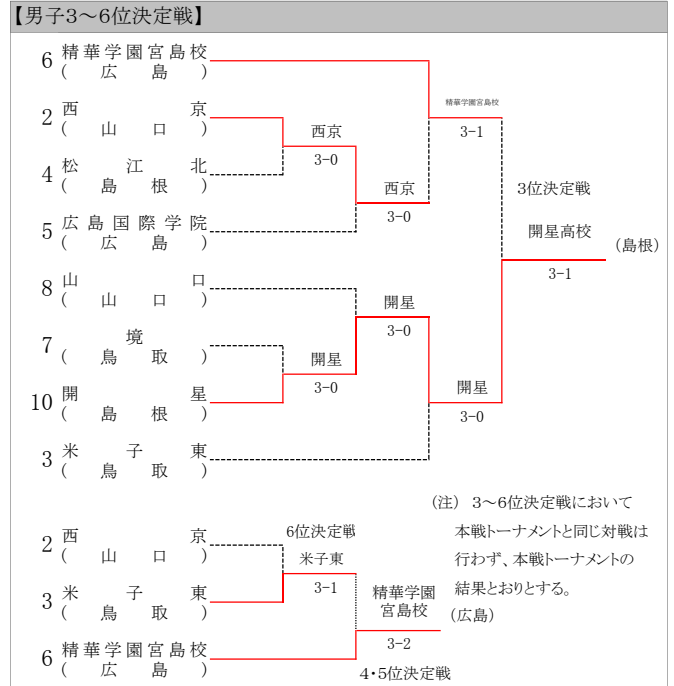 【男子3～6位決定戦】
6 精華学園宮島校
( 広島 )
精華学園宮島校
3-1
2 西京
( 山口 )
西京
3-0
4 松江北
( 島根 )
西京
3-0
3位決定戦
5 広島国際学院
( 広島 )
開星高校
(島根)
3-1
8 山口
( 山口 )
開星
3-0
7 境
( 鳥取 )
開星
3-0
10 開星
( 島根 )
開星
3-0
3 米子東
( 鳥取 )
(注) 3～6位決定戦において
本戦トーナメントと同じ対戦は
行わず、本戦トーナメントの
結果とおりとする。
2 西京
( 山口 )
6位決定戦
米子東
3-1
3 米子東
( 鳥取 )
精華学園
宮島校
(広島)
3-2
6 精華学園宮島校
( 広島 )
4・5位決定戦